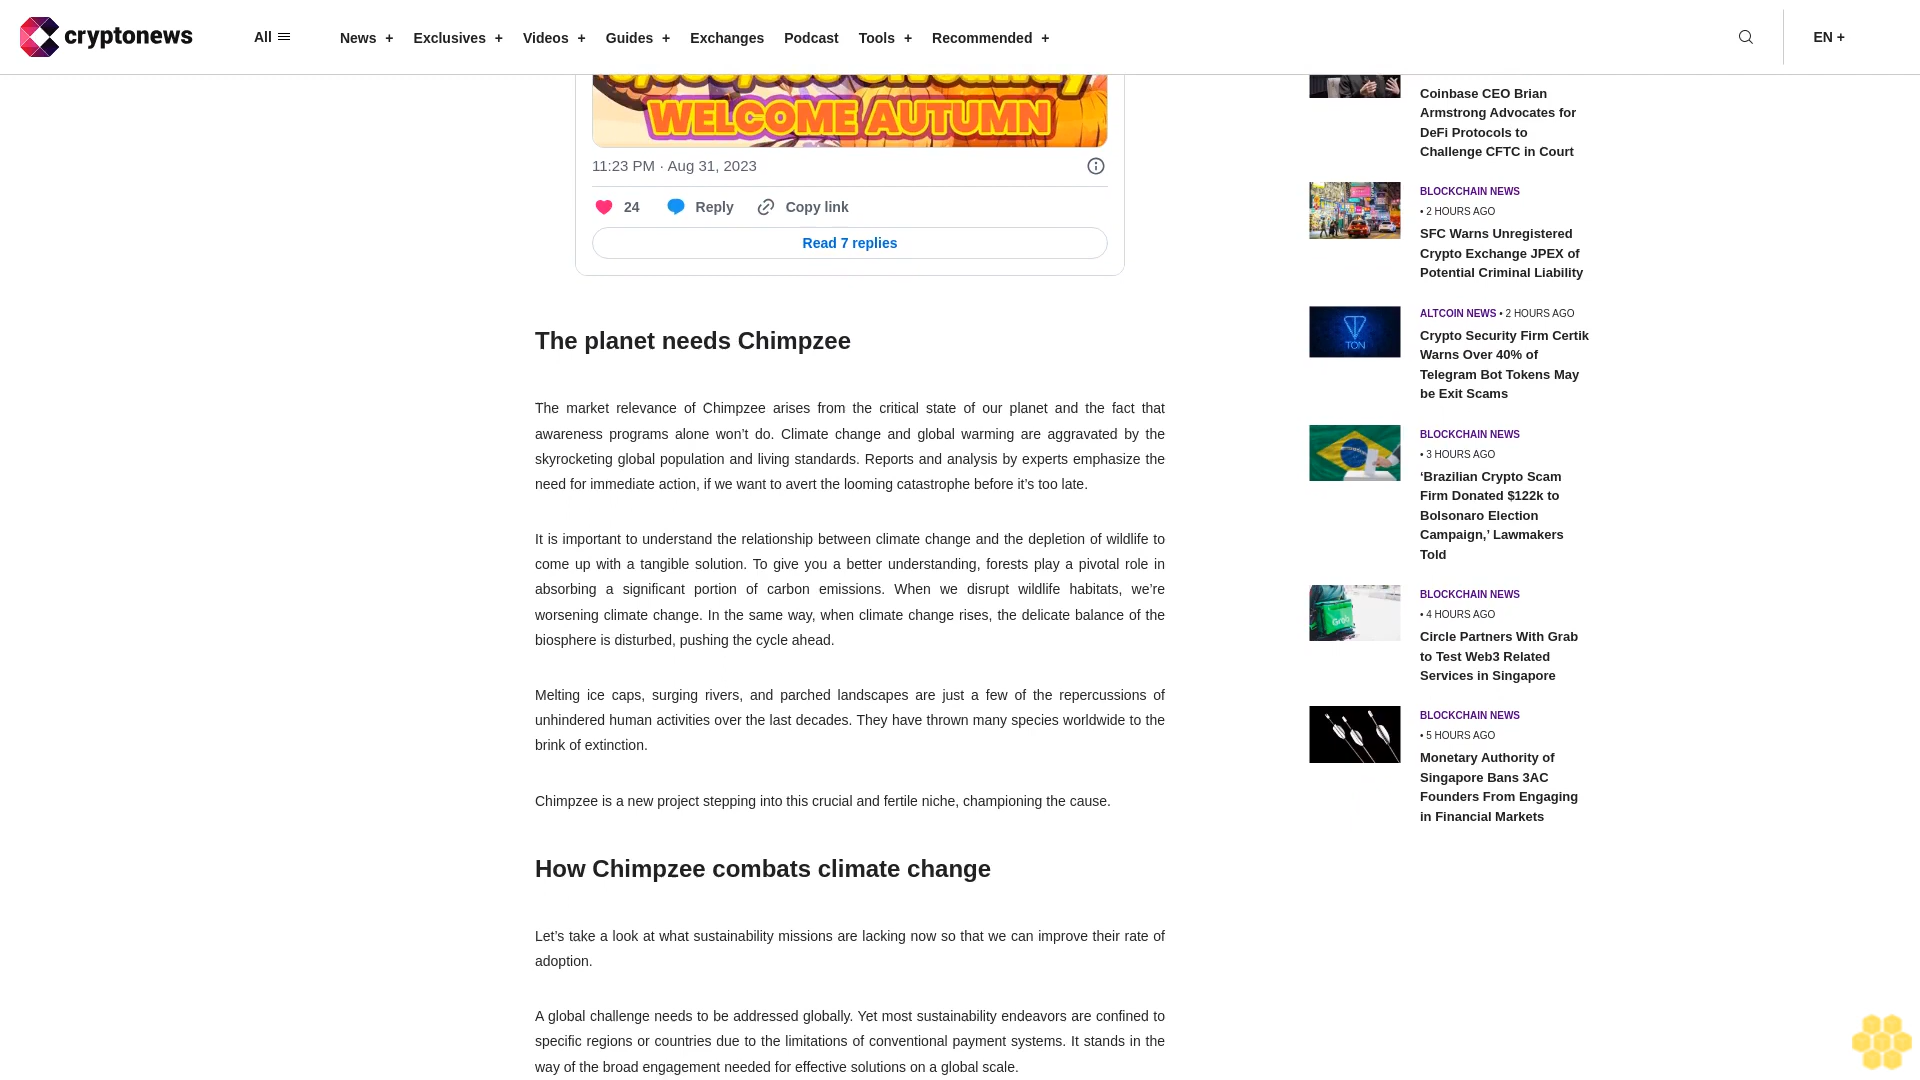 cryptonews
All
News +
Exclusives +
Videos +
Guides +
Exchanges
Podcast
Tools +
Recommended +
EN +
WELCOME AUTUMN
11:23 PM · Aug 31, 2023
24
Reply
Copy link
Read 7 replies
The planet needs Chimpzee
The market relevance of Chimpzee arises from the critical state of our planet and the fact that
awareness programs alone won’t do. Climate change and global warming are aggravated by the
skyrocketing global population and living standards. Reports and analysis by experts emphasize the
need for immediate action, if we want to avert the looming catastrophe before it’s too late.
It is important to understand the relationship between climate change and the depletion of wildlife to
come up with a tangible solution. To give you a better understanding, forests play a pivotal role in
absorbing a significant portion of carbon emissions. When we disrupt wildlife habitats, we’re
worsening climate change. In the same way, when climate change rises, the delicate balance of the
biosphere is disturbed, pushing the cycle ahead.
Melting ice caps, surging rivers, and parched landscapes are just a few of the repercussions of
unhindered human activities over the last decades. They have thrown many species worldwide to the
brink of extinction.
Chimpzee is a new project stepping into this crucial and fertile niche, championing the cause.
How Chimpzee combats climate change
Let’s take a look at what sustainability missions are lacking now so that we can improve their rate of
adoption.
A global challenge needs to be addressed globally. Yet most sustainability endeavors are confined to
specific regions or countries due to the limitations of conventional payment systems. It stands in the
way of the broad engagement needed for effective solutions on a global scale.
Coinbase CEO Brian
Armstrong Advocates for
DeFi Protocols to
Challenge CFTC in Court
BLOCKCHAIN NEWS
• 2 HOURS AGO
SFC Warns Unregistered
Crypto Exchange JPEX of
Potential Criminal Liability
TON
ALTCOIN NEWS • 2 HOURS AGO
Crypto Security Firm Certik
Warns Over 40% of
Telegram Bot Tokens May
be Exit Scams
BLOCKCHAIN NEWS
• 3 HOURS AGO
‘Brazilian Crypto Scam
Firm Donated $122k to
Bolsonaro Election
Campaign,’ Lawmakers
Told
Grab
BLOCKCHAIN NEWS
• 4 HOURS AGO
Circle Partners With Grab
to Test Web3 Related
Services in Singapore
BLOCKCHAIN NEWS
• 5 HOURS AGO
Monetary Authority of
Singapore Bans 3AC
Founders From Engaging
in Financial Markets